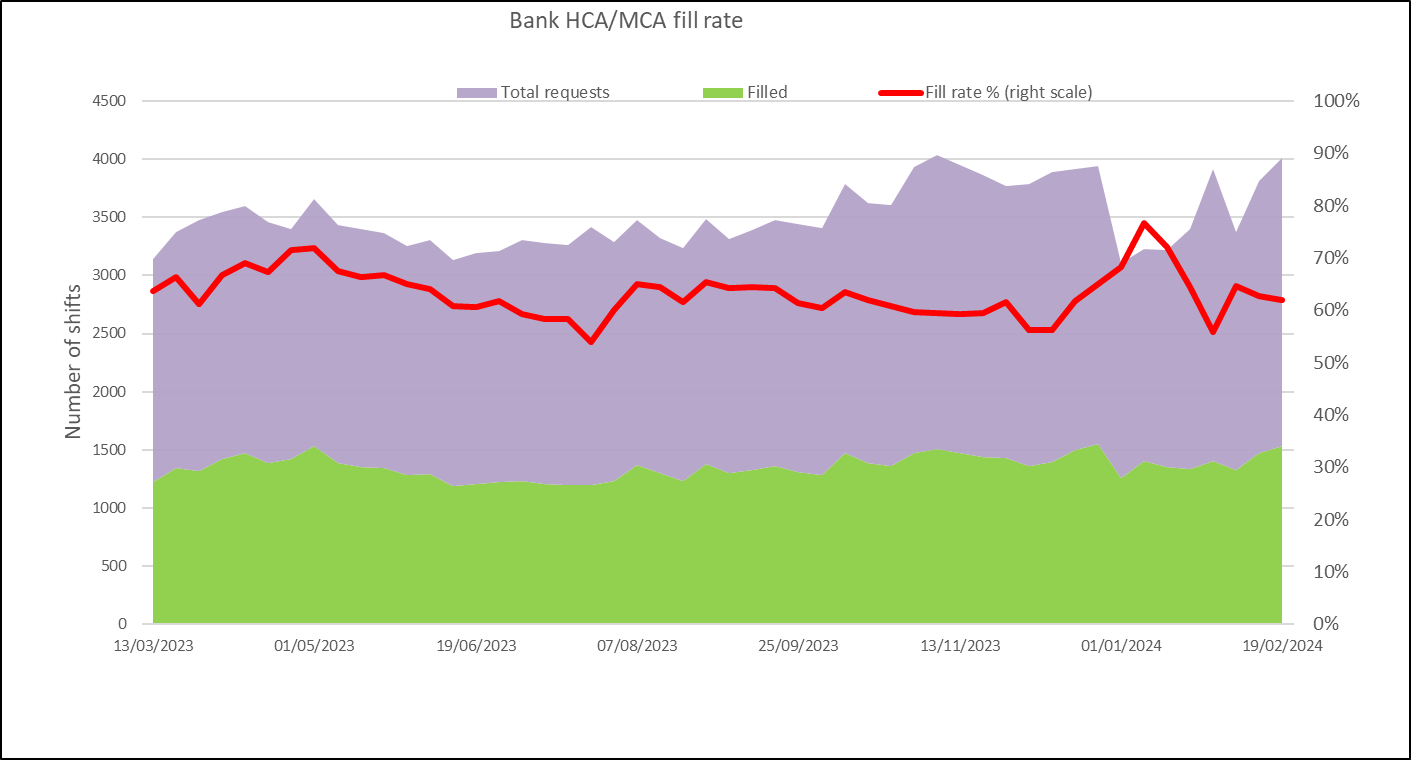 Bank HCA/MCA fill rate
Total requests Filled Fill rate % (right scale)
4500 100%
4000 90%
3500 80%
3000 70%
2500 60%
2000 50%
1500 40%
1000 30%
500 20%
0 10%
0%
Number of shifts
13/03/2023 01/05/2023 19/06/2023 07/08/2023 25/09/2023 13/11/2023 01/01/2024 19/02/2024